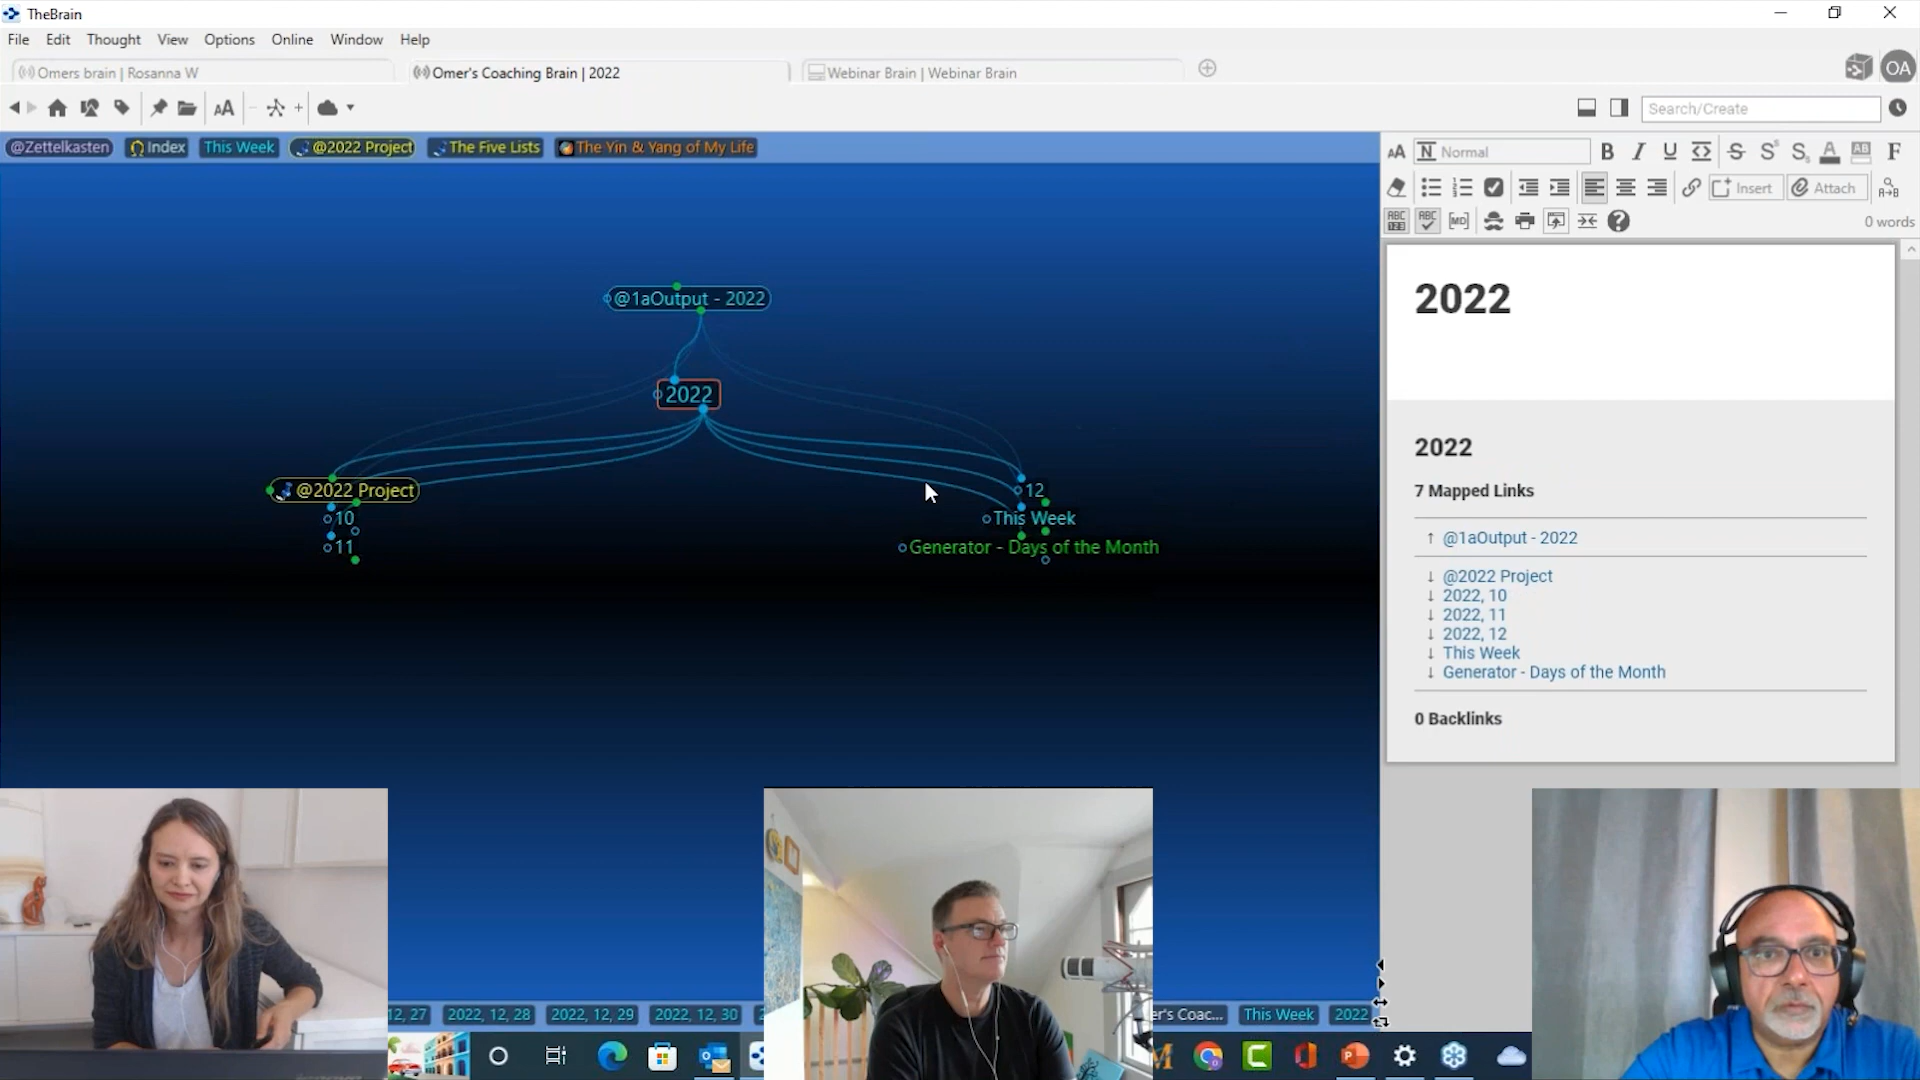 TheBrain
File Edit Thought View Options Online Window Help
Omers brain | Rosanna W
Omer's Coaching Brain | 2022
Webinar Brain | Webinar Brain
OA
Search/Create
@Zettelkasten Index This Week @2022 Project The Five Lists The Yin & Yang of My Life
Normal
Insert
Attach
0 words
@1aOutput - 2022
2022
@2022 Project
10
11
12
This Week
Generator - Days of the Month
2022
2022
7 Mapped Links
@1aOutput - 2022
@2022 Project
2022, 10
2022, 11
2022, 12
This Week
Generator - Days of the Month
0 Backlinks
12, 27 2022, 12, 28 2022, 12, 29 2022, 12, 30
er's Coac... This Week 2022